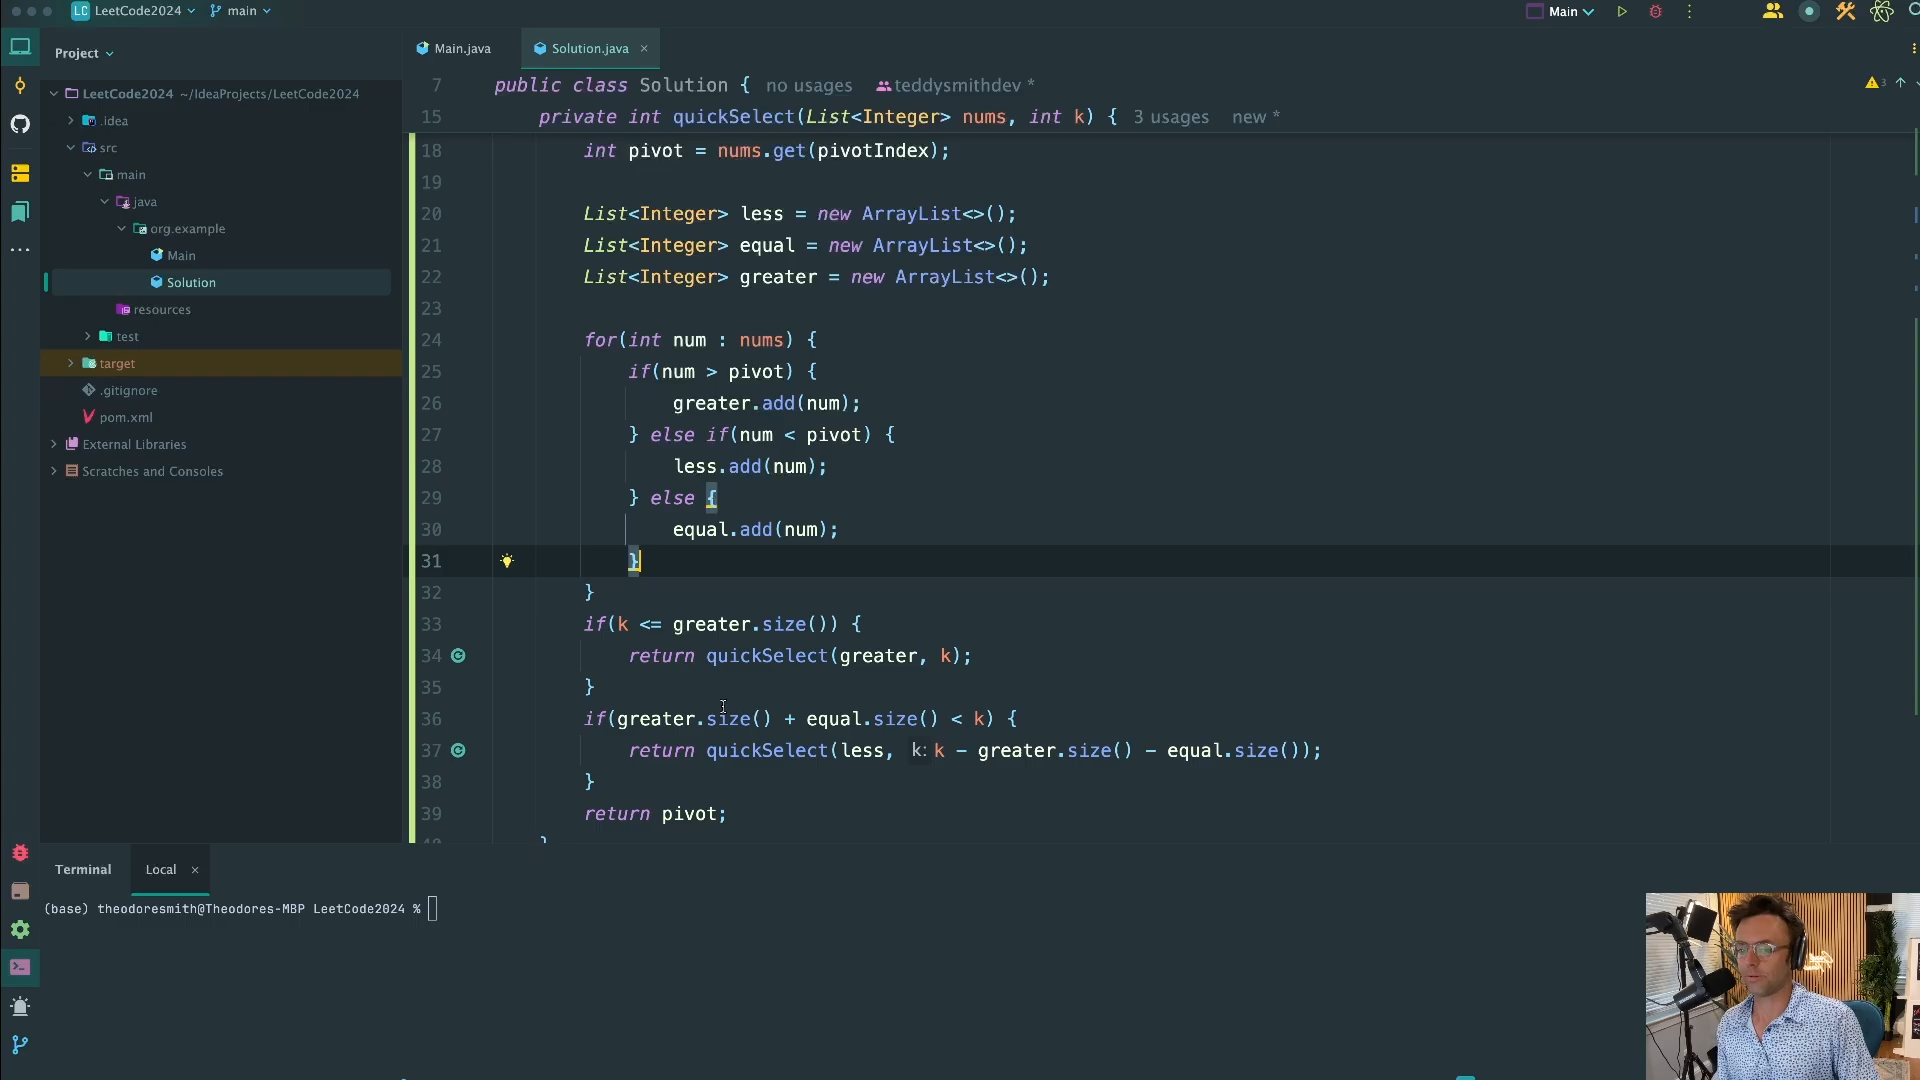 LC LeetCode2024 main Main
Project
Main.java Solution.java
LeetCode2024 ~/IdeaProjects/LeetCode2024
.idea
src
main
java
org.example
Main
Solution
resources
test
target
.gitignore
pom.xml
External Libraries
Scratches and Consoles
7 public class Solution { no usages teddysmithdev *
15 private int quickSelect(List<Integer> nums, int k) { 3 usages new *
3
18 int pivot = nums.get(pivotIndex);
19
20 List<Integer> less = new ArrayList<>();
21 List<Integer> equal = new ArrayList<>();
22 List<Integer> greater = new ArrayList<>();
23
24 for(int num : nums) {
25 if(num > pivot) {
26 greater.add(num);
27 } else if(num < pivot) {
28 less.add(num);
29 } else {
30 equal.add(num);
31 }
32 }
33 if(k <= greater.size()) {
34 return quickSelect(greater, k);
35 }
36 if(greater.size() + equal.size() < k) {
37 return quickSelect(less, k: k - greater.size() - equal.size());
38 }
39 return pivot;
}
Terminal Local
(base) theodoresmith@Theodores-MBP LeetCode2024 %